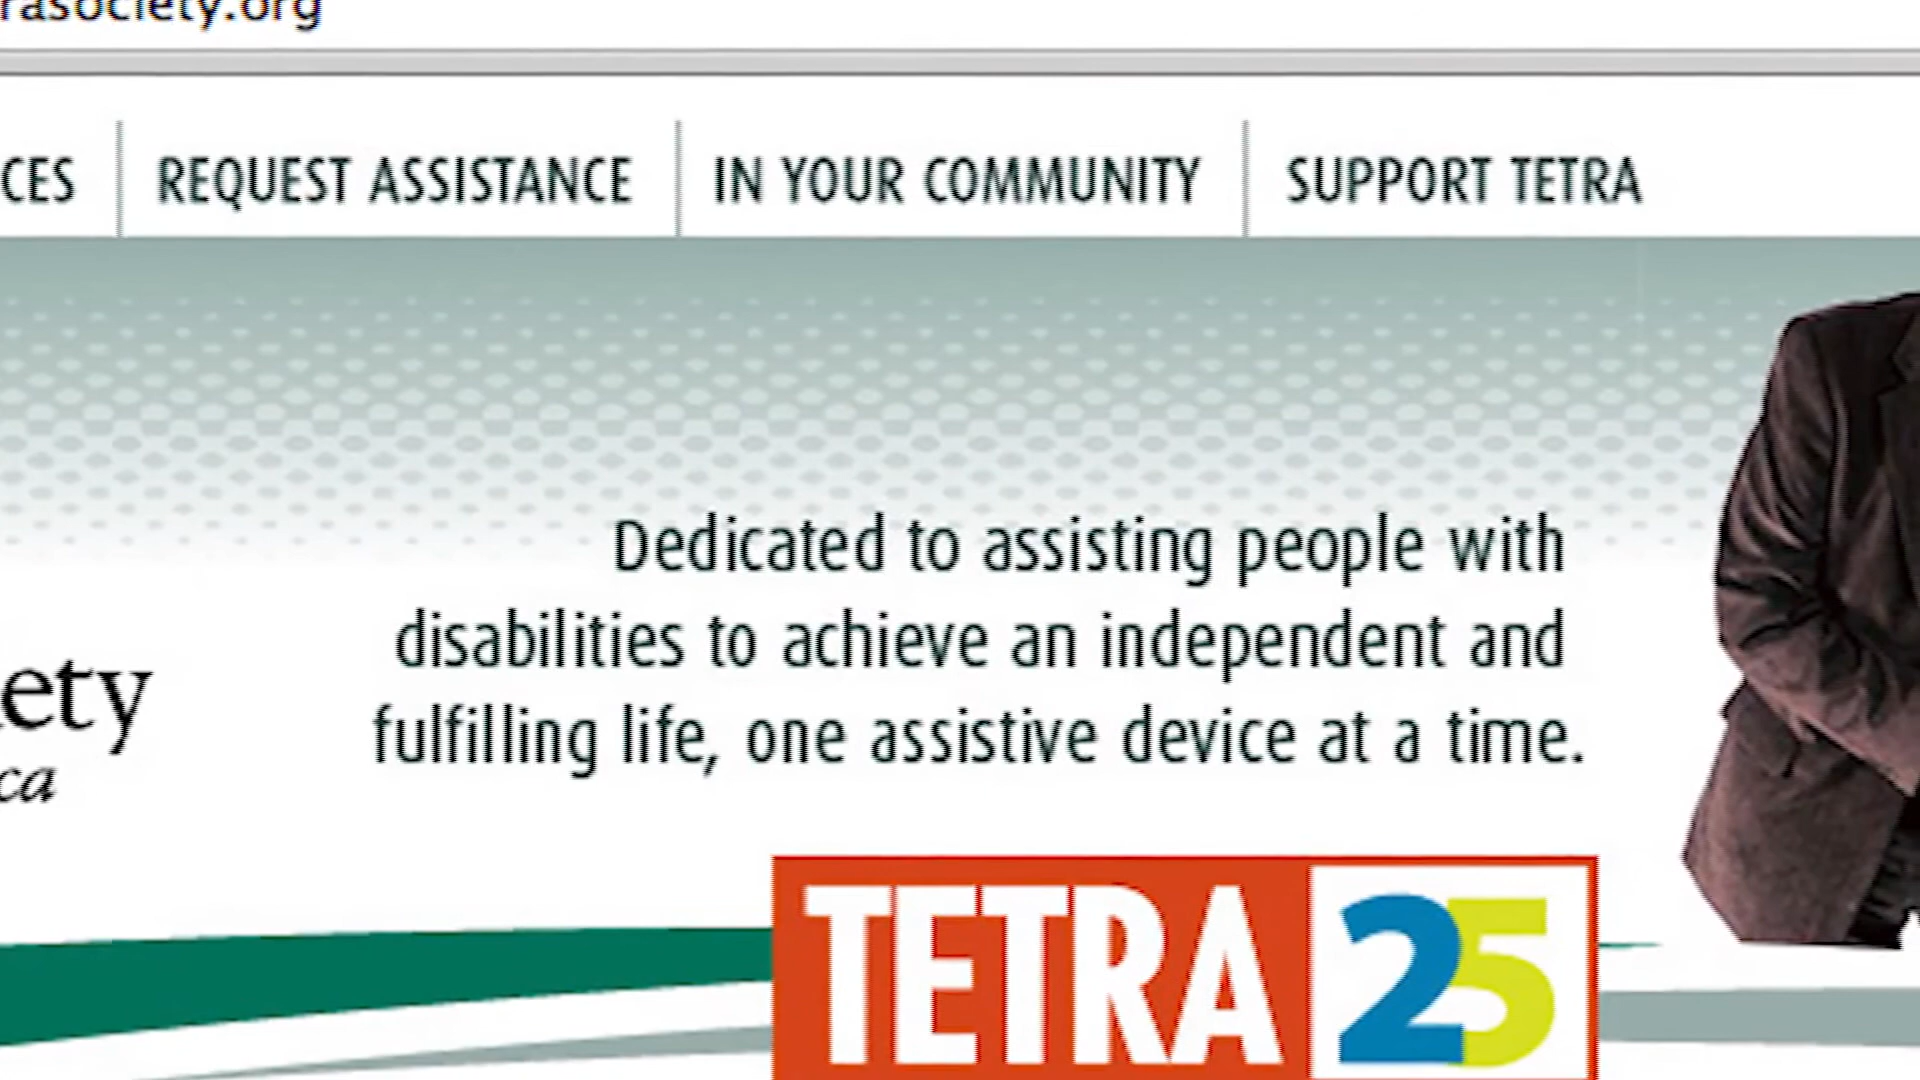 rasociety.org
CES
REQUEST ASSISTANCE
IN YOUR COMMUNITY
SUPPORT TETRA
Dedicated to assisting people with
disabilities to achieve an independent and
fulfilling life, one assistive device at a time.
iety
ca
TETRA 25